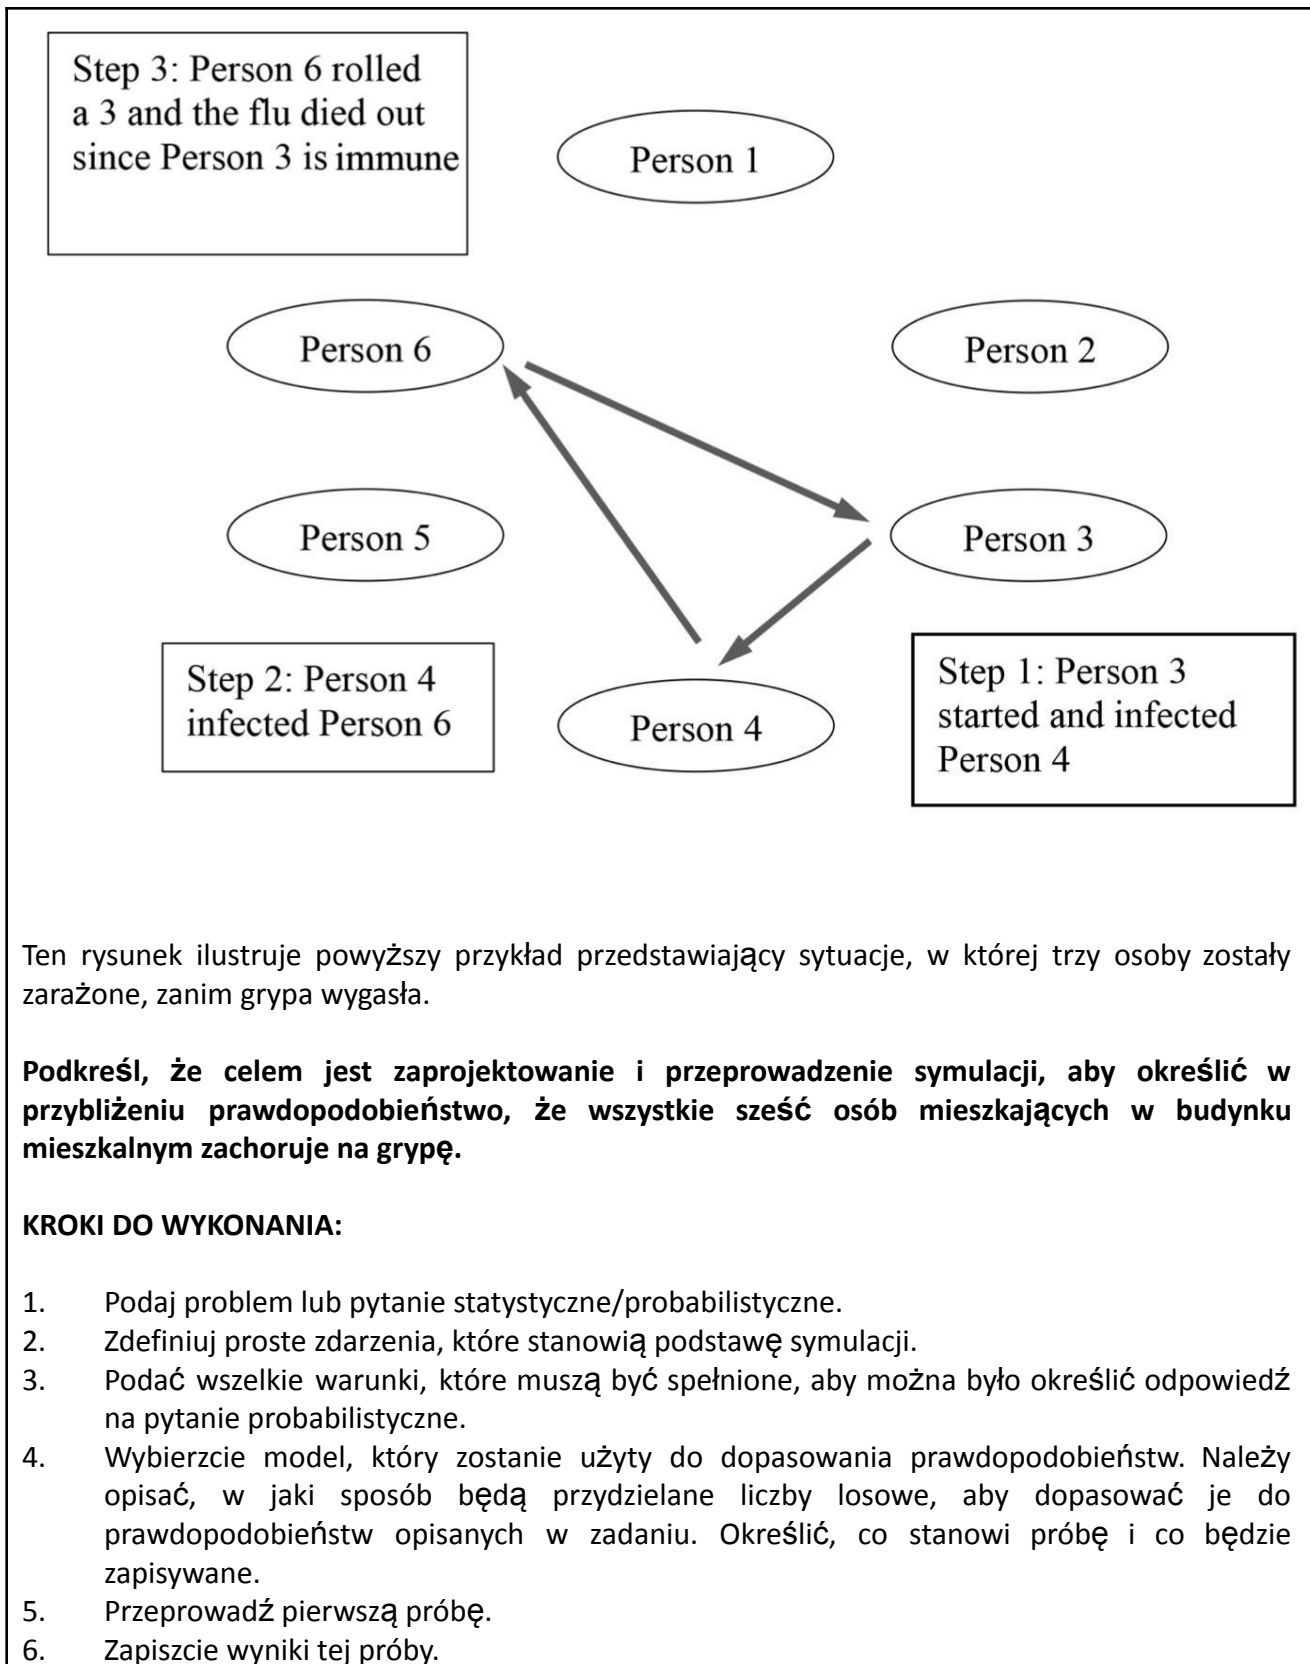 Step 3: Person 6 rolled
a 3 and the flu died out
since Person 3 is immune
Person 1
Person 6
Person 2
Person 5
Person 3
Step 2: Person 4
infected Person 6
Person 4
Step 1: Person 3
started and infected
Person 4
Ten rysunek ilustruje powyższy przykład przedstawiający sytuacje, w której trzy osoby zostały
zarażone, zanim grypa wygasła.
Podkreśl, że celem jest zaprojektowanie i przeprowadzenie symulacji, aby określić w
przybliżeniu prawdopodobieństwo, że wszystkie sześć osób mieszkających w budynku
mieszkalnym zachoruje na grypę.
KROKI DO WYKONANIA:
1. Podaj problem lub pytanie statystyczne/probabilistyczne.
2. Zdefiniuj proste zdarzenia, które stanowią podstawę symulacji.
3. Podać wszelkie warunki, które muszą być spełnione, aby można było określić odpowiedź
na pytanie probabilistyczne.
4. Wybierzcie model, który zostanie użyty do dopasowania prawdopodobieństw. Należy
opisać, w jaki sposób będą przydzielane liczby losowe, aby dopasować je do
prawdopodobieństw opisanych w zadaniu. Określić, co stanowi próbę i co będzie
zapisywane.
5. Przeprowadź pierwszą próbę.
6. Zapiszcie wyniki tej próby.